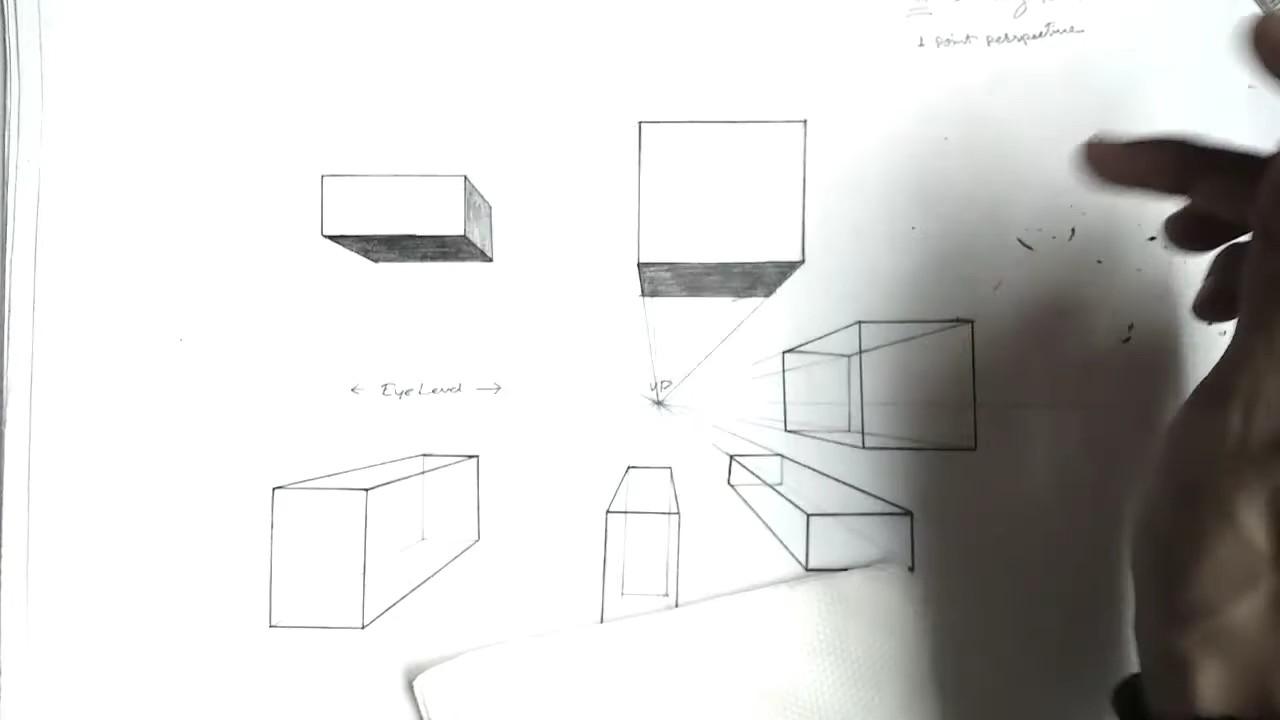 1 point perspective
← Eye Level →
VP